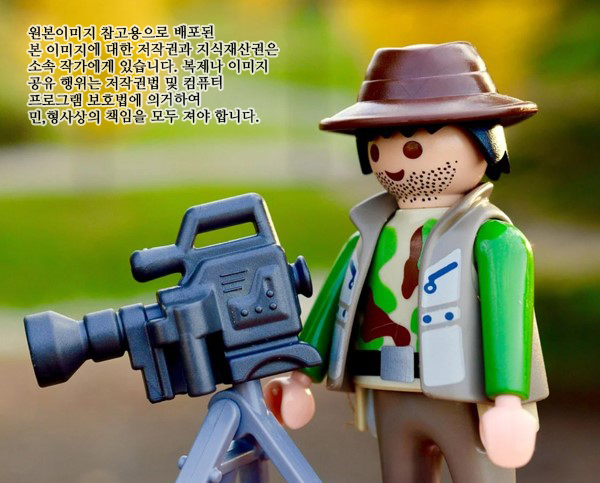 원본이미지 참고용으로 배포된
본 이미지에 대한 저작권과 지식재산권은
소속 작가에게 있습니다. 복제나 이미지
공유 행위는 저작권법 및 컴퓨터
프로그램 보호법에 의거하여
민,형사상의 책임을 모두 져야 합니다.